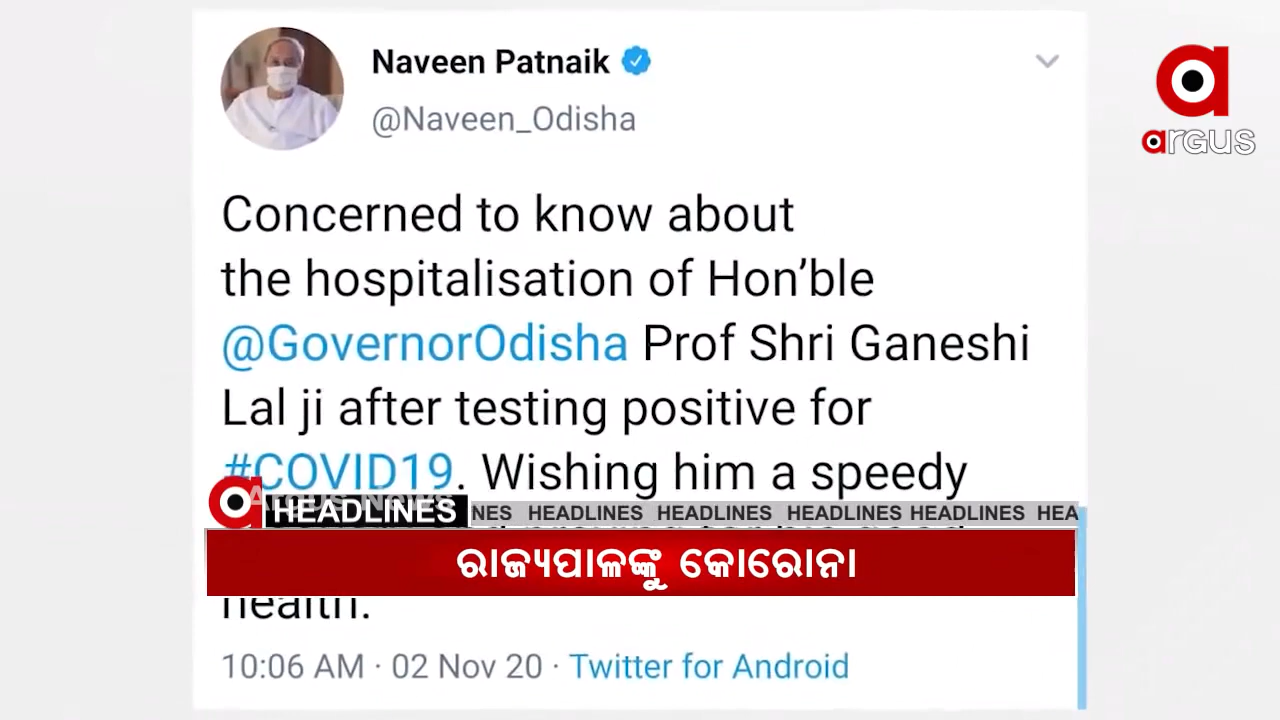 Naveen Patnaik
@Naveen_Odisha
argus
Concerned to know about
the hospitalisation of Hon’ble
@GovernorOdisha Prof Shri Ganeshi
Lal ji after testing positive for
#COVID19. Wishing him a speedy
Argus News
HEADLINES
NES HEADLINES HEADLINES HEADLINES HEADLINES HEA
ରାଜ୍ୟପାଳଙ୍କୁ କୋରୋନା
health.
10:06 AM · 02 Nov 20 · Twitter for Android